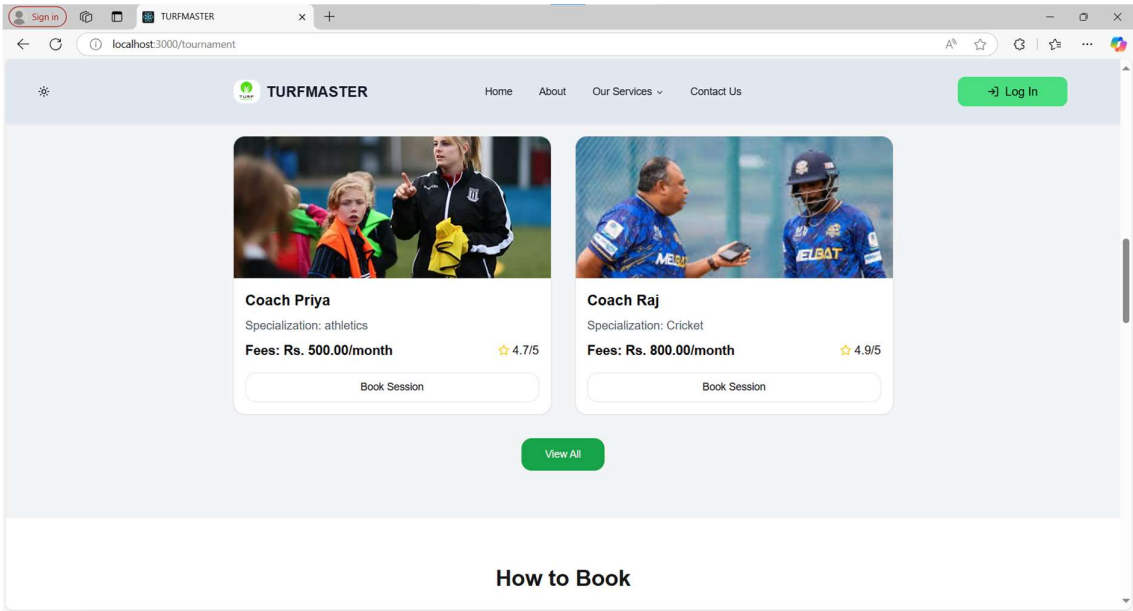 Sign in
TURFMASTER
localhost:3000/tournament
TURF
TURFMASTER
Home
About
Our Services
Contact Us
Log In
MELBAT
Coach Priya
Specialization: athletics
Fees: Rs. 500.00/month
4.7/5
Book Session
Coach Raj
Specialization: Cricket
Fees: Rs. 800.00/month
4.9/5
Book Session
View All
How to Book